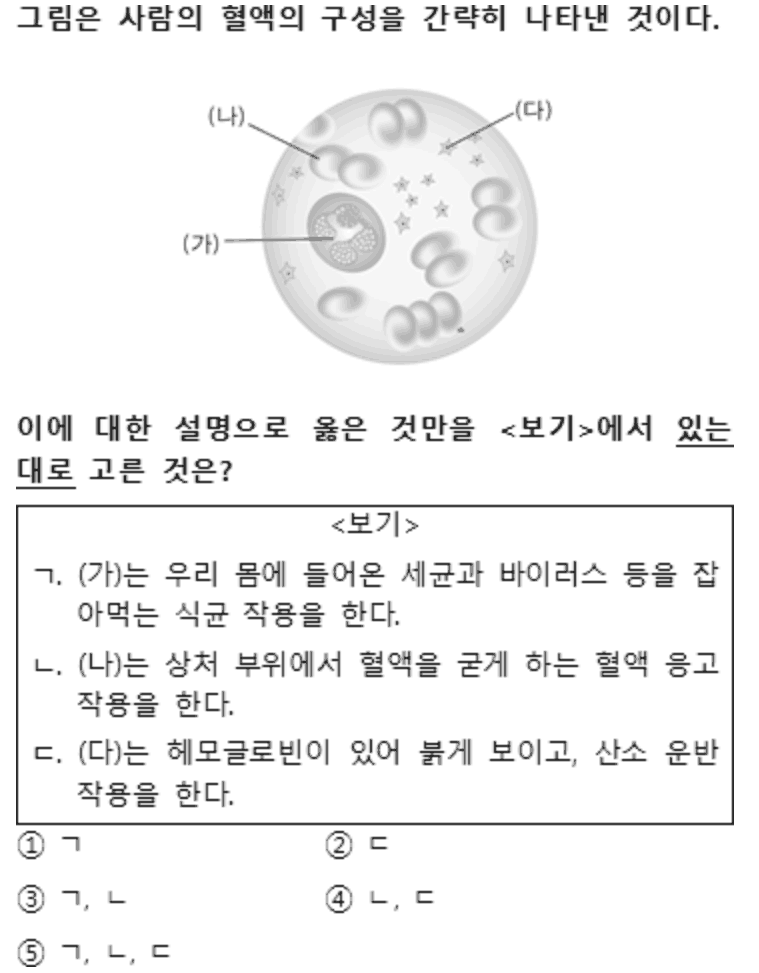 그림은 사람의 혈액의 구성을 간략히 나타낸 것이다.
(나)
(다)
(가)
이에 대한 설명으로 옳은 것만을 <보기>에서 있는
대로 고른 것은?
<보기>
ㄱ. (가)는 우리 몸에 들어온 세균과 바이러스 등을 잡
아먹는 식균 작용을 한다.
ㄴ. (나)는 상처 부위에서 혈액을 굳게 하는 혈액 응고
작용을 한다.
ㄷ. (다)는 헤모글로빈이 있어 붉게 보이고, 산소 운반
작용을 한다.
① ㄱ ② ㄷ
③ ㄱ, ㄴ ④ ㄴ, ㄷ
⑤ ㄱ, ㄴ, ㄷ